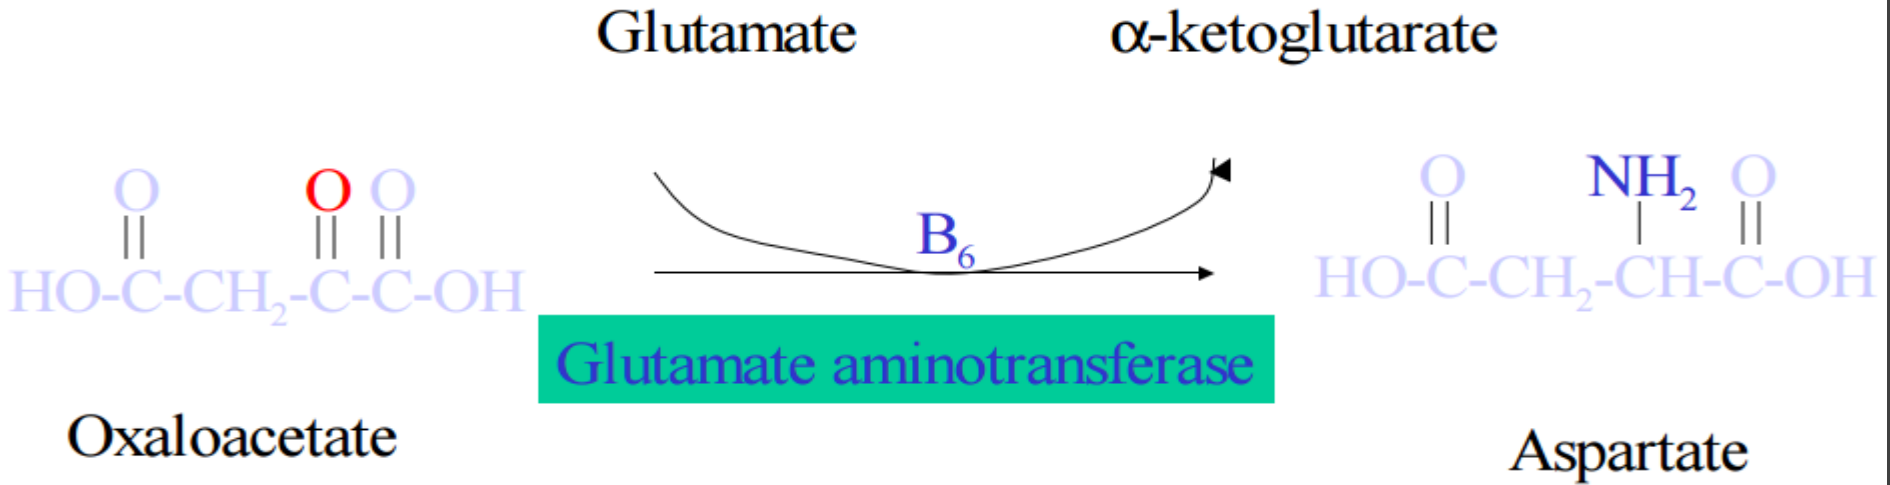 Glutamate α-ketoglutarate
O O O NH₂ O
O
B₆
HO-C-CH₂-C-C-OH HO-C-CH₂-CH-C-OH
Glutamate aminotransferase
Oxaloacetate Aspartate